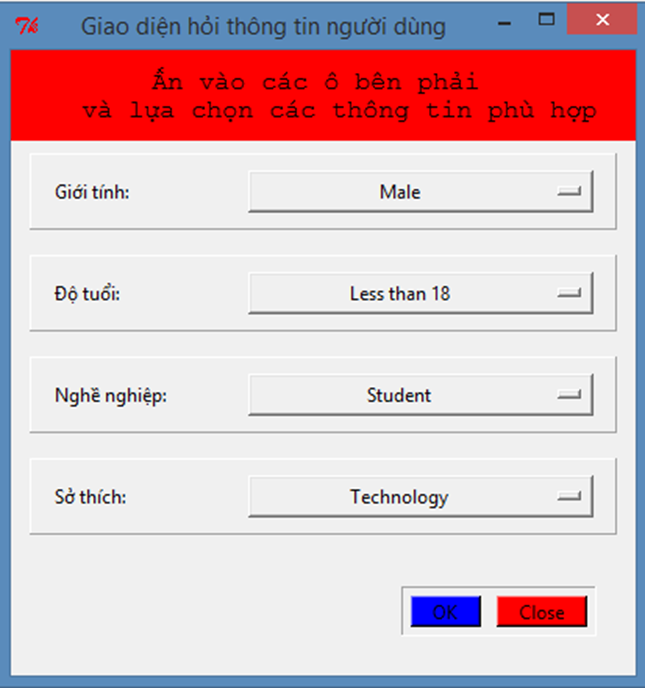 Tk Giao diện hỏi thông tin người dùng
Ấn vào các ô bên phải
và lựa chọn các thông tin phù hợp
Giới tính: Male
Độ tuổi: Less than 18
Nghề nghiệp: Student
Sở thích: Technology
OK Close